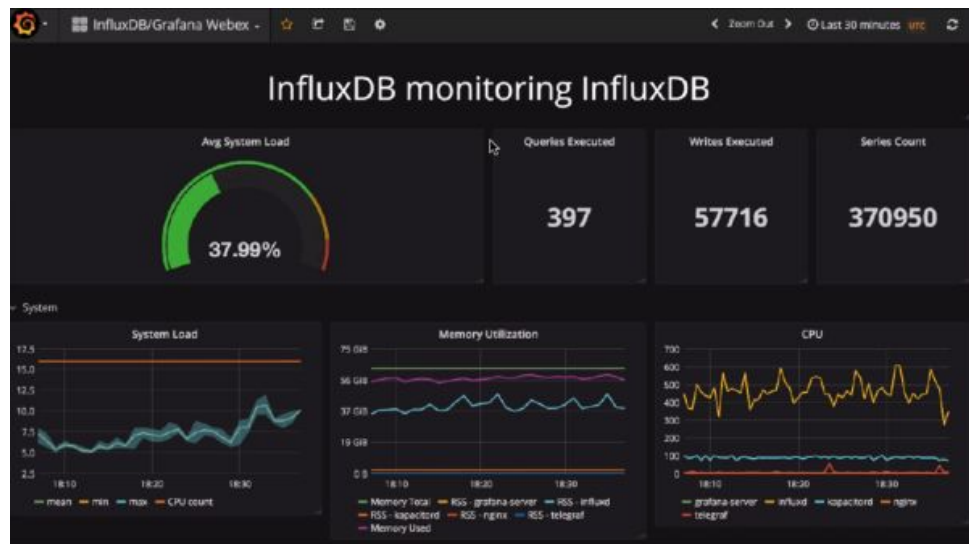 InfluxDB/Grafana Webex
Zoom Out
Last 30 minutes UTC
InfluxDB monitoring InfluxDB
Avg System Load
37.99%
Queries Executed
397
Writes Executed
57716
Series Count
370950
System
System Load
17.5
15.0
12.5
10.0
7.5
5.0
2.5
18:10 18:20 18:30
mean min max CPU count
Memory Utilization
75 GiB
56 GiB
37 GiB
19 GiB
0 B
18:10 18:20 18:30
Memory Total RSS - grafana-server RSS - influxd
RSS - kapacitord RSS - nginx RSS - telegraf
Memory Used
CPU
700
600
500
400
300
200
100
0
18:10 18:20 18:30
grafana-server influxd kapacitord nginx
telegraf